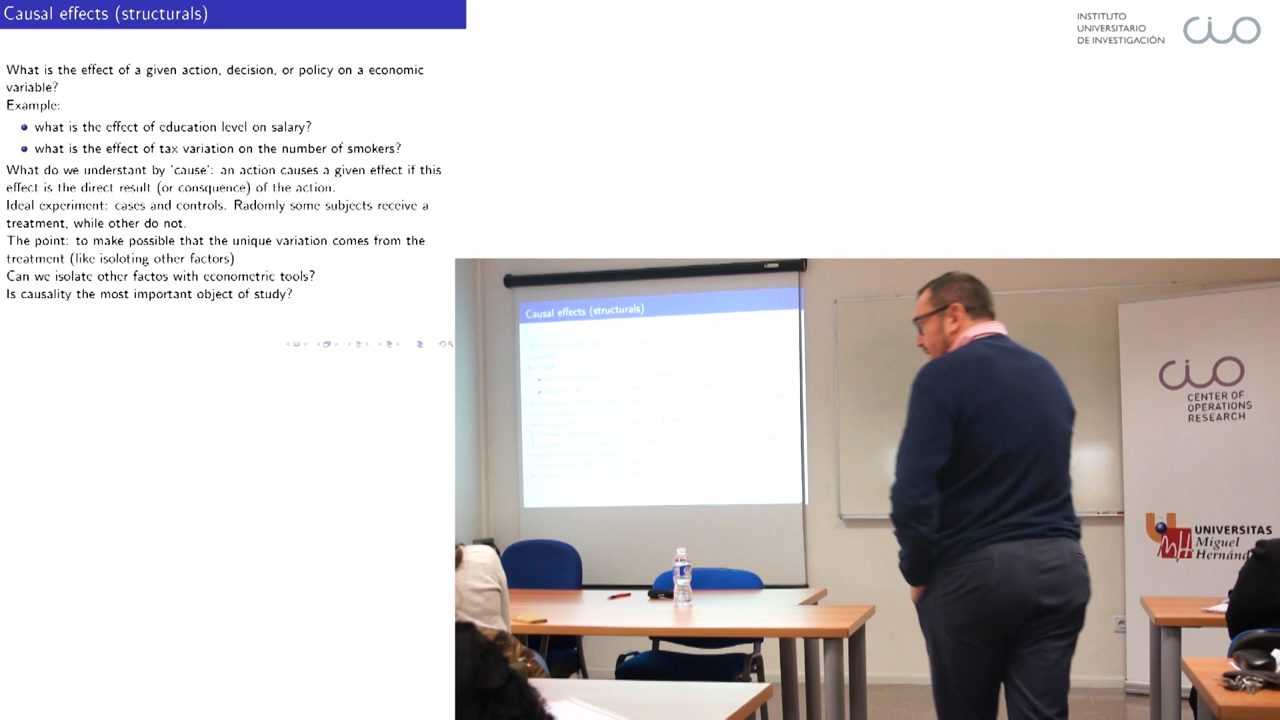 Causal effects (structurals)
INSTITUTO
UNIVERSITARIO
DE INVESTIGACIÓN
CIO
What is the effect of a given action, decision, or policy on a economic
variable?
Example:
what is the effect of education level on salary?
what is the effect of tax variation on the number of smokers?
What do we understant by 'cause': an action causes a given effect if this
effect is the direct result (or consquence) of the action.
Ideal experiment: cases and controls. Radomly some subjects receive a
treatment, while other do not.
The point: to make possible that the unique variation comes from the
treatment (like isoloting other factors)
Can we isolate other factos with econometric tools?
Is causality the most important object of study?
Causal effects (structurals)
CIO
CENTER OF
OPERATIONS
RESEARCH
UNIVERSITAS
Miguel
Hernánd